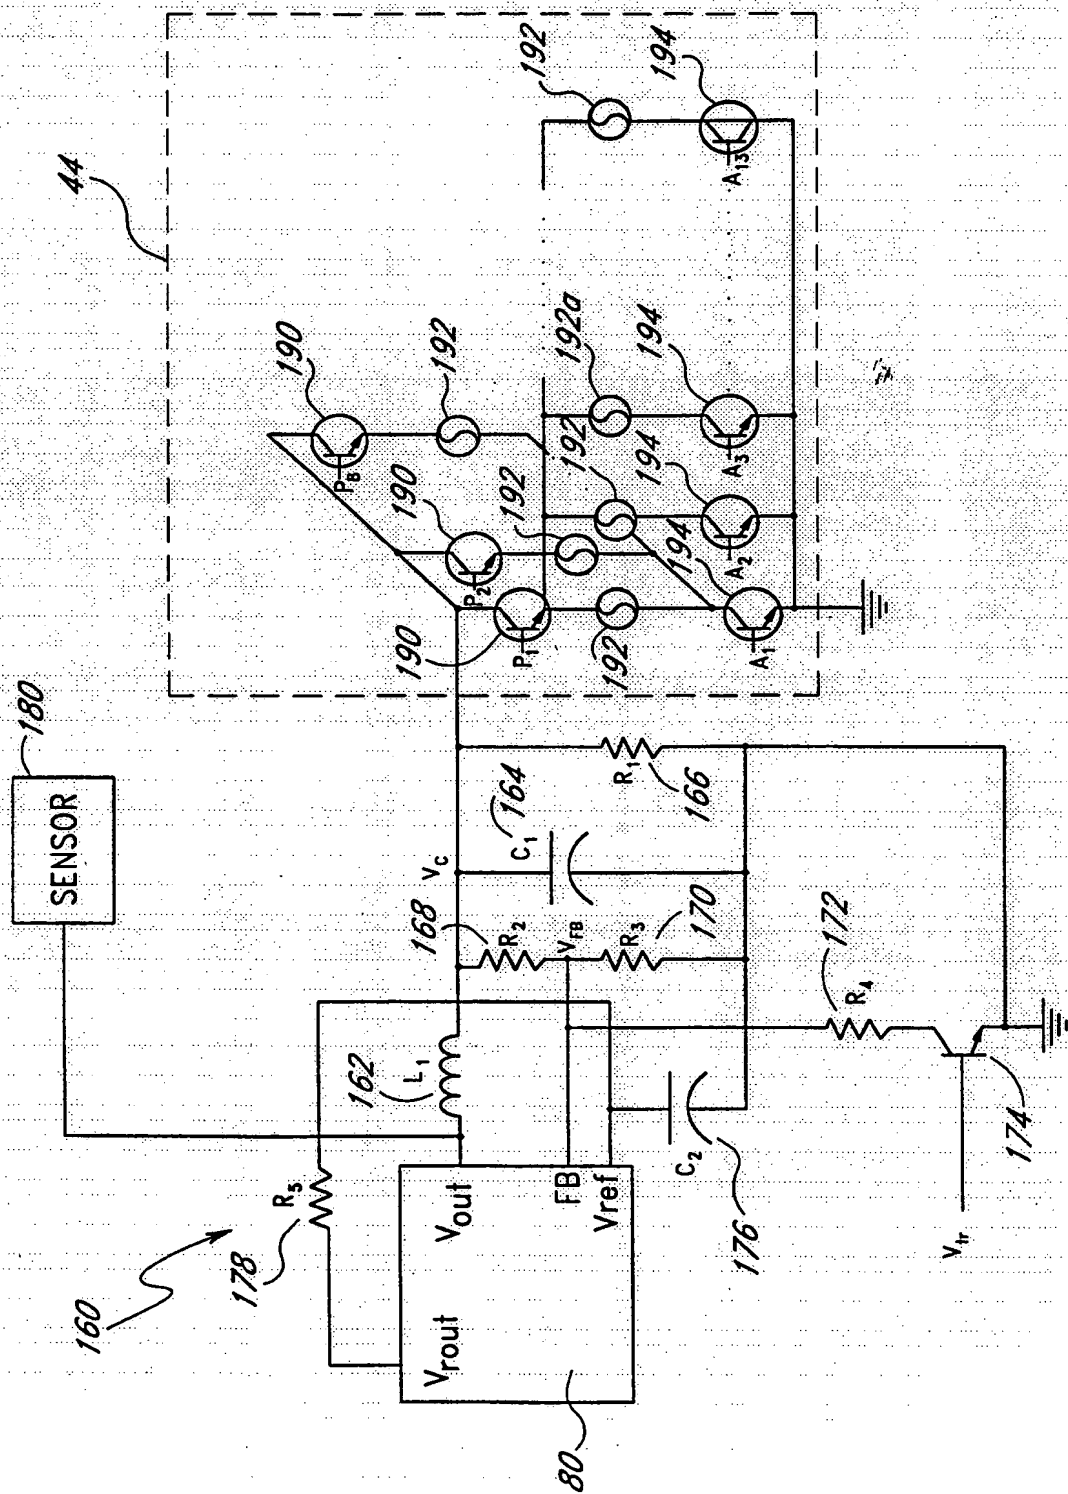 44
192
194
A13
190
192
192a
194
PB
A3
190
192
192
194
P2
A2
194
190
P1
192
A1
180
SENSOR
R1
166
164
C1
VC
168
R2
VFB
R3
170
172
R4
162
L1
C2
176
174
Vtr
R5
178
160
Vout
FB
Vref
Vrout
80